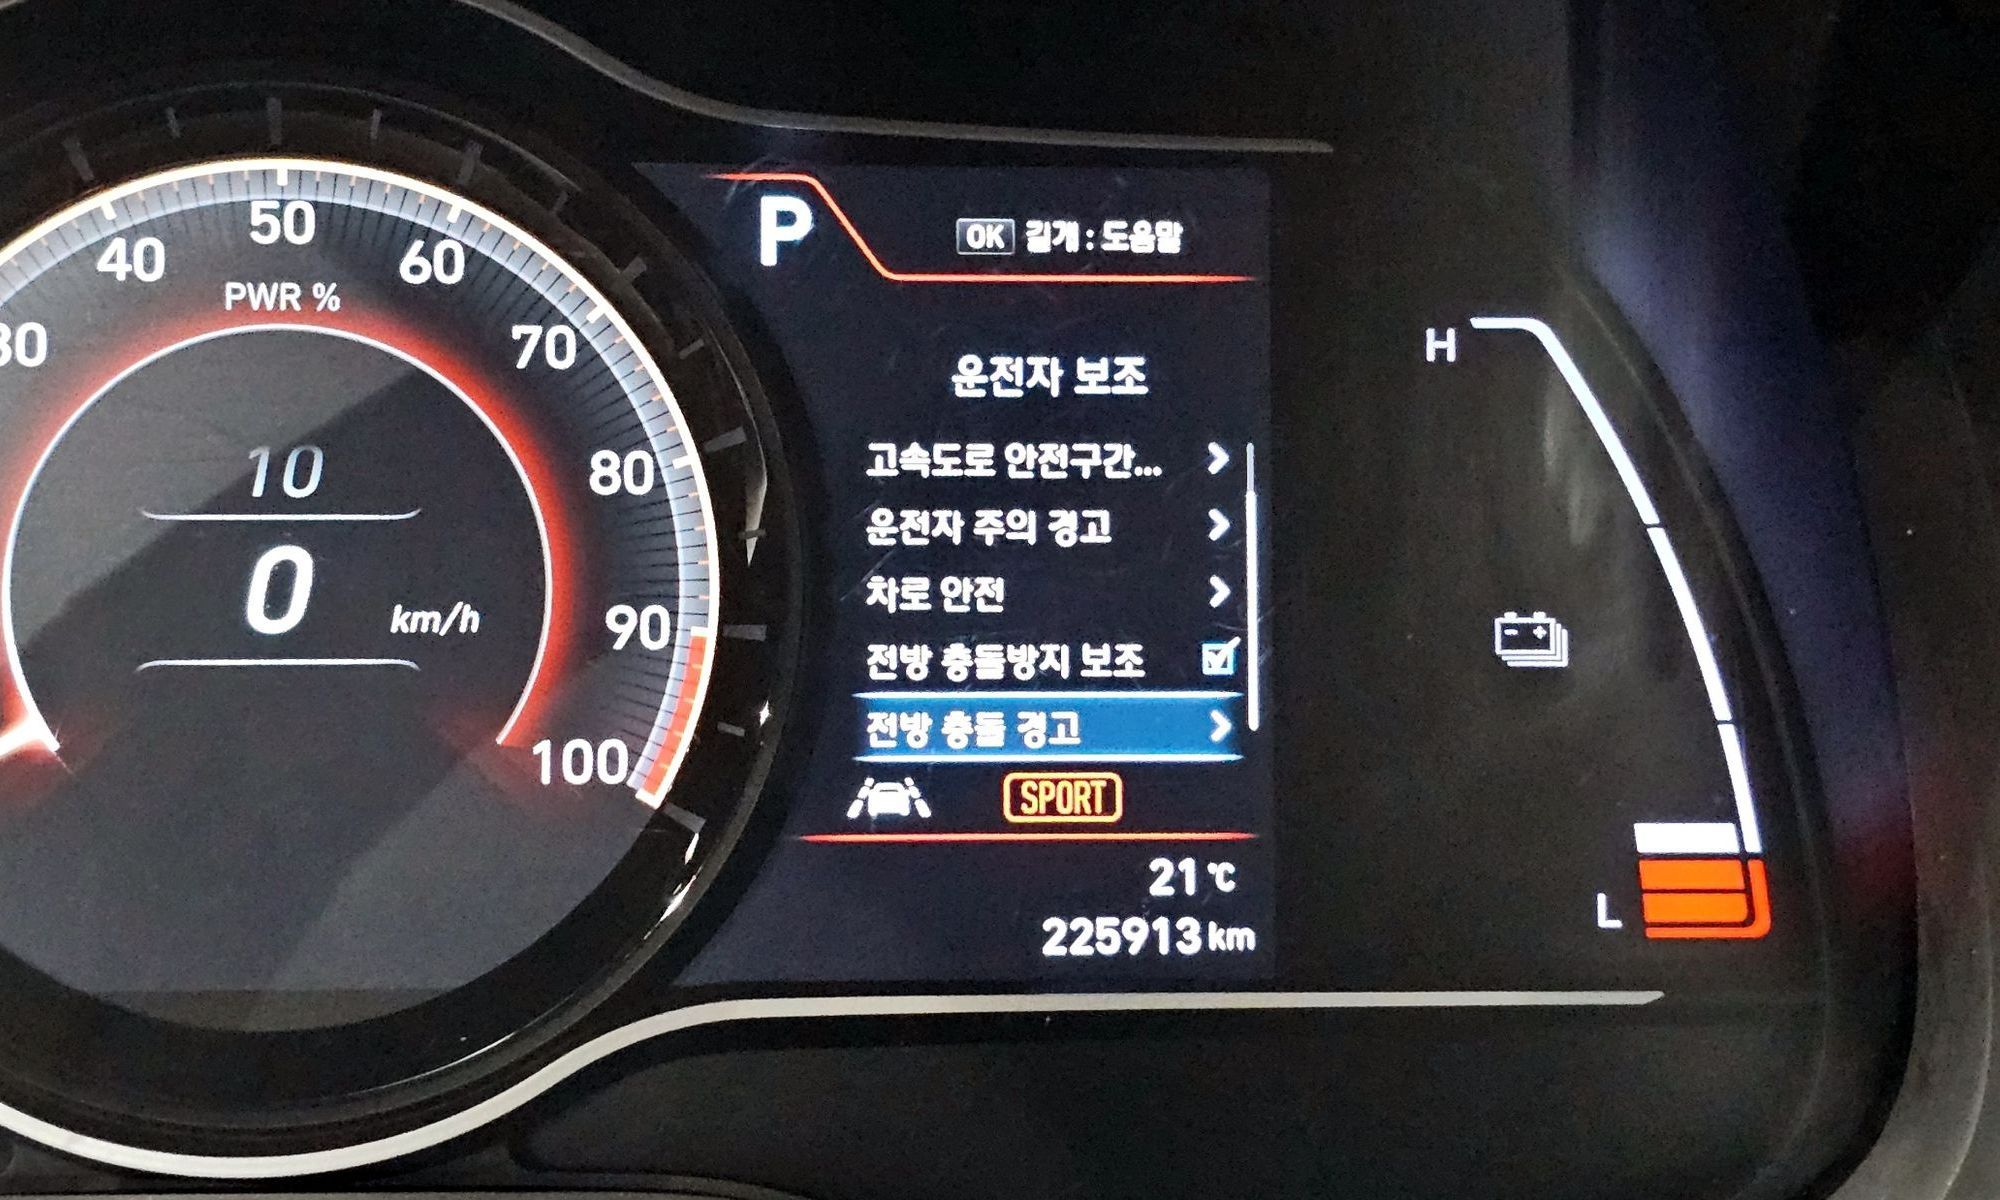 P
OK 길게 : 도움말
운전자 보조
고속도로 안전구간...
운전자 주의 경고
차로 안전
전방 충돌방지 보조
전방 충돌 경고
SPORT
21 °C
225913 km
30
40
50
60
70
80
90
100
PWR %
10
0 km/h
H
L